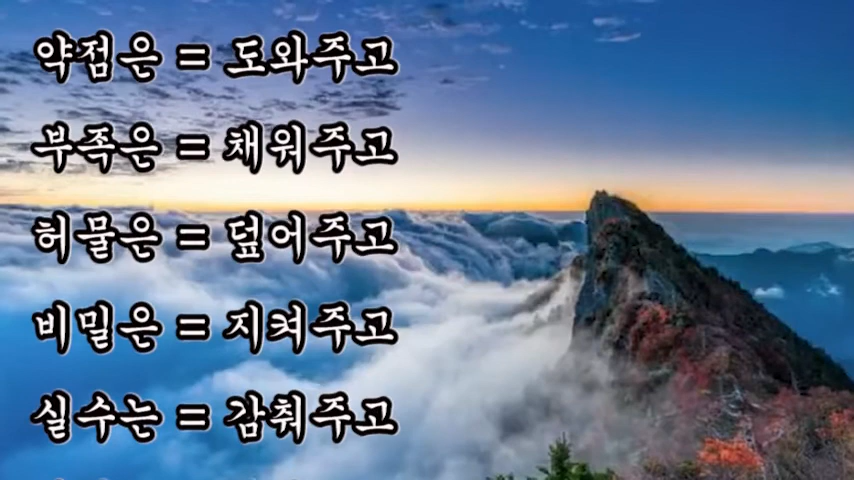 약점은 = 도와주고
부족은 = 채워주고
허물은 = 덮어주고
비밀은 = 지켜주고
실수는 = 감춰주고